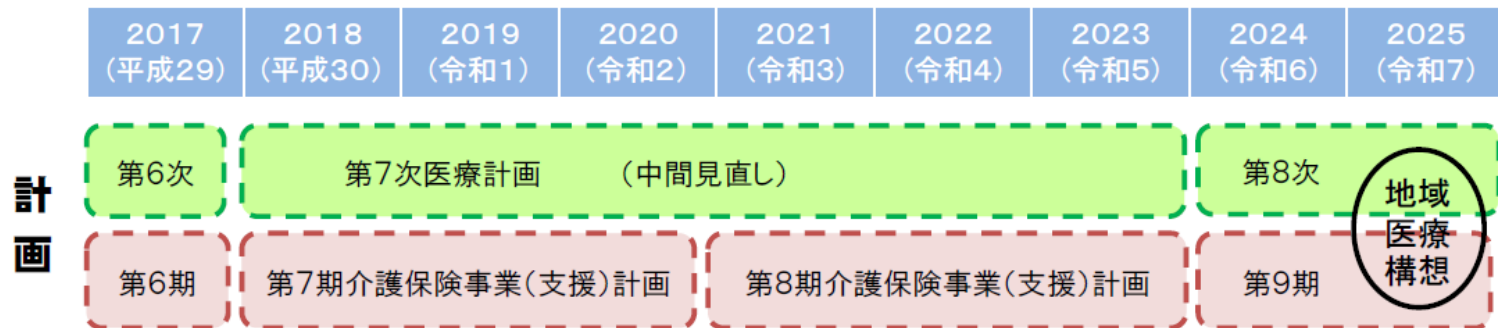 2017 2018 2019 2020 2021 2022 2023 2024 2025
(平成29) (平成30) (令和1) (令和2) (令和3) (令和4) (令和5) (令和6) (令和7)
計画
第6次 第7次医療計画 (中間見直し) 第8次
第6期 第7期介護保険事業(支援)計画 第8期介護保険事業(支援)計画 第9期
地域
医療
構想